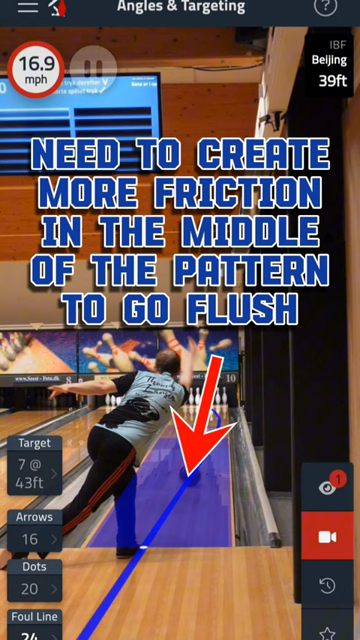 Angles & Targeting
?
16.9
mph
IBF
Beijing
39ft
NEED TO CREATE
MORE FRICTION
IN THE MIDDLE
OF THE PATTERN
TO GO FLUSH
10
Target
7 @
43ft
1
Arrows
16
Dots
20
Foul Line
24